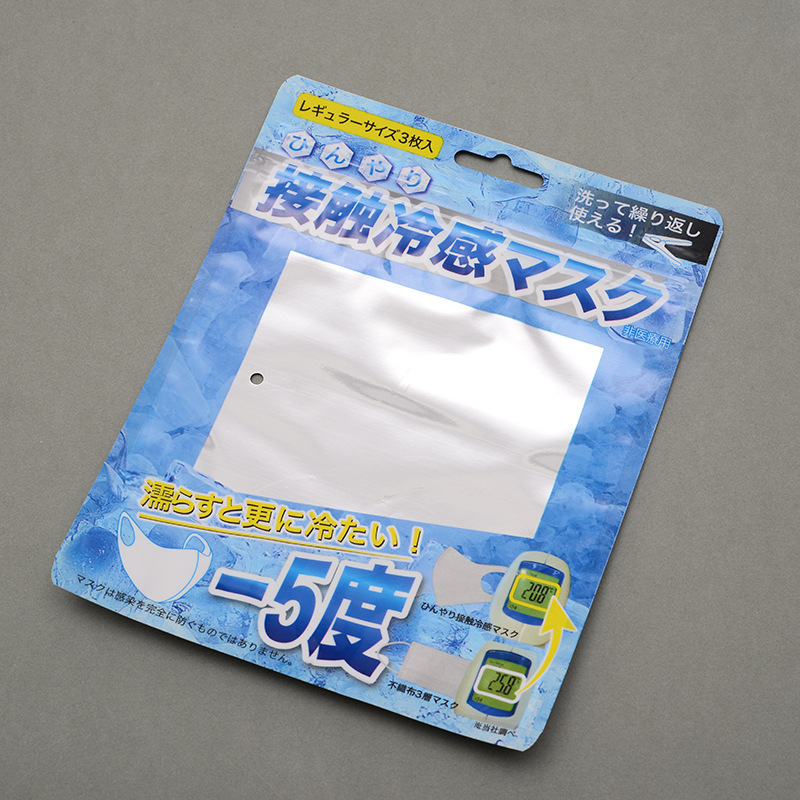 レギュラーサイズ3枚入
ひんやり
接触冷感マスク
洗って繰り返し
使える!
非医療用
濡らすと更に冷たい!
-5度
マスクは感染を完全に防ぐものではありません。
20.8
ひんやり接触冷感マスク
25.8
不織布3層マスク